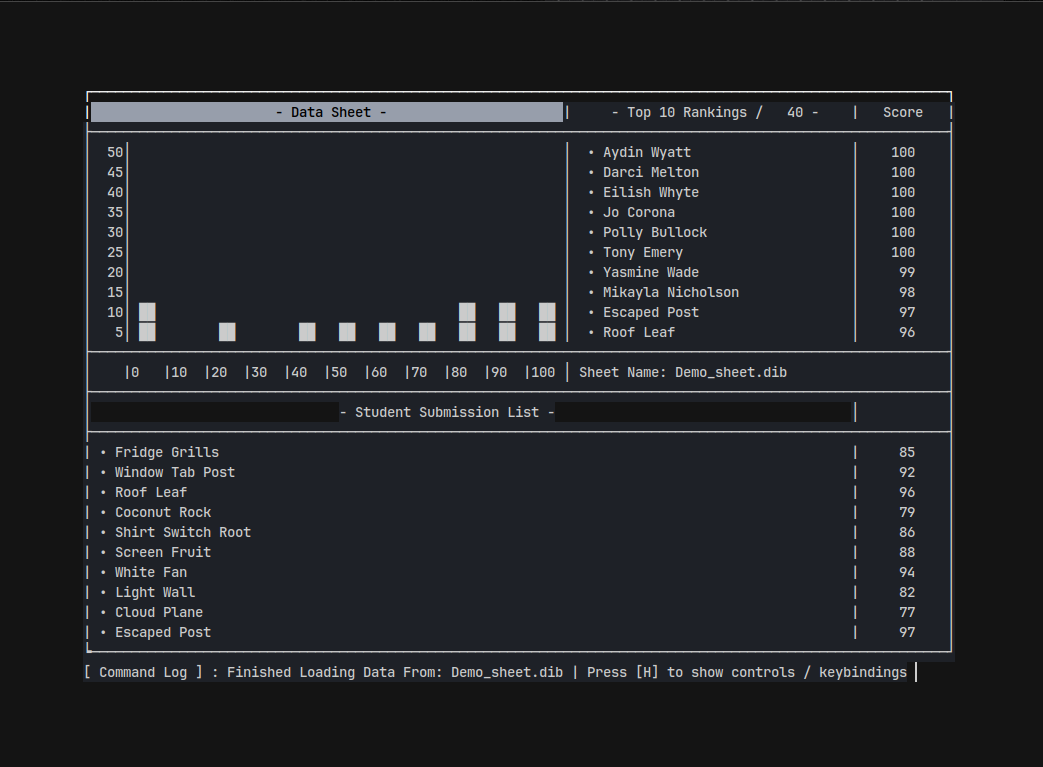 - Data Sheet - | - Top 10 Rankings / 40 - | Score
50| | • Aydin Wyatt | 100
45| | • Darci Melton | 100
40| | • Eilish Whyte | 100
35| | • Jo Corona | 100
30| | • Polly Bullock | 100
25| | • Tony Emery | 100
20| | • Yasmine Wade | 99
15| | • Mikayla Nicholson | 98
10| | • Escaped Post | 97
5| | • Roof Leaf | 96
|0 |10 |20 |30 |40 |50 |60 |70 |80 |90 |100 | Sheet Name: Demo_sheet.dib
- Student Submission List - |
| • Fridge Grills | 85
| • Window Tab Post | 92
| • Roof Leaf | 96
| • Coconut Rock | 79
| • Shirt Switch Root | 86
| • Screen Fruit | 88
| • White Fan | 94
| • Light Wall | 82
| • Cloud Plane | 77
| • Escaped Post | 97
[ Command Log ] : Finished Loading Data From: Demo_sheet.dib | Press [H] to show controls / keybindings